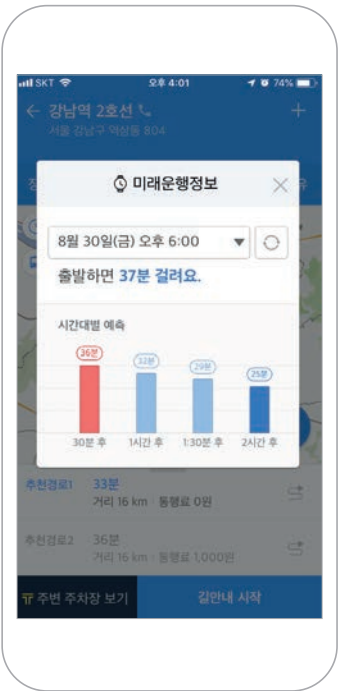 SKT 오후 4:01 74%
강남역 2호선
서울 강남구 역삼동 804
미래운행정보
8월 30일(금) 오후 6:00
출발하면 37분 걸려요.
시간대별 예측
36분 32분 29분 25분
30분 후 1시간 후 1:30분 후 2시간 후
추천경로1 33분
거리 16 km 통행료 0원
추천경로2 36분
거리 16 km 통행료 1,000원
주변 주차장 보기 길안내 시작